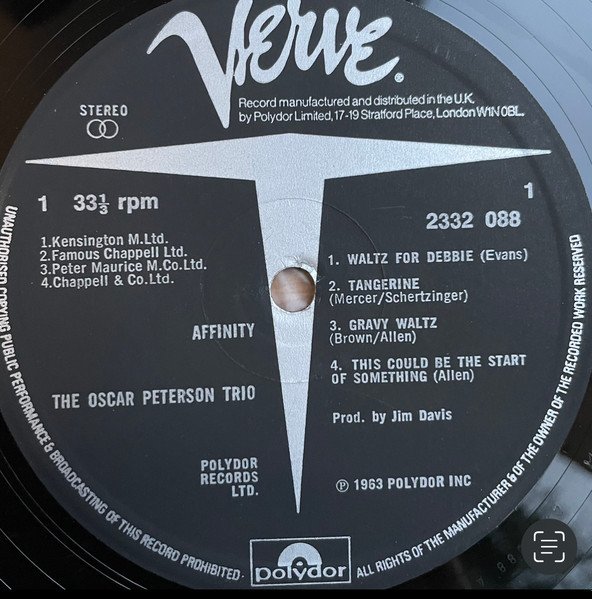 Verve®
Record manufactured and distributed in the U.K.
by Polydor Limited, 17-19 Stratford Place, London W1N 0BL.
STEREO
1 33⅓ rpm
1
2332 088
1.Kensington M.Ltd.
2.Famous Chappell Ltd.
3.Peter Maurice M.Co.Ltd.
4.Chappell & Co.Ltd.
1. WALTZ FOR DEBBIE (Evans)
2. TANGERINE
(Mercer/Schertzinger)
3. GRAVY WALTZ
(Brown/Allen)
4. THIS COULD BE THE START
OF SOMETHING (Allen)
AFFINITY
THE OSCAR PETERSON TRIO
Prod. by Jim Davis
POLYDOR
RECORDS
LTD.
Ⓟ 1963 POLYDOR INC
UNAUTHORISED COPYING PUBLIC PERFORMANCE & BROADCASTING OF THIS RECORD PROHIBITED·
polydor
ALL RIGHTS OF THE MANUFACTURER & OF THE OWNER OF THE RECORDED WORK RESERVED